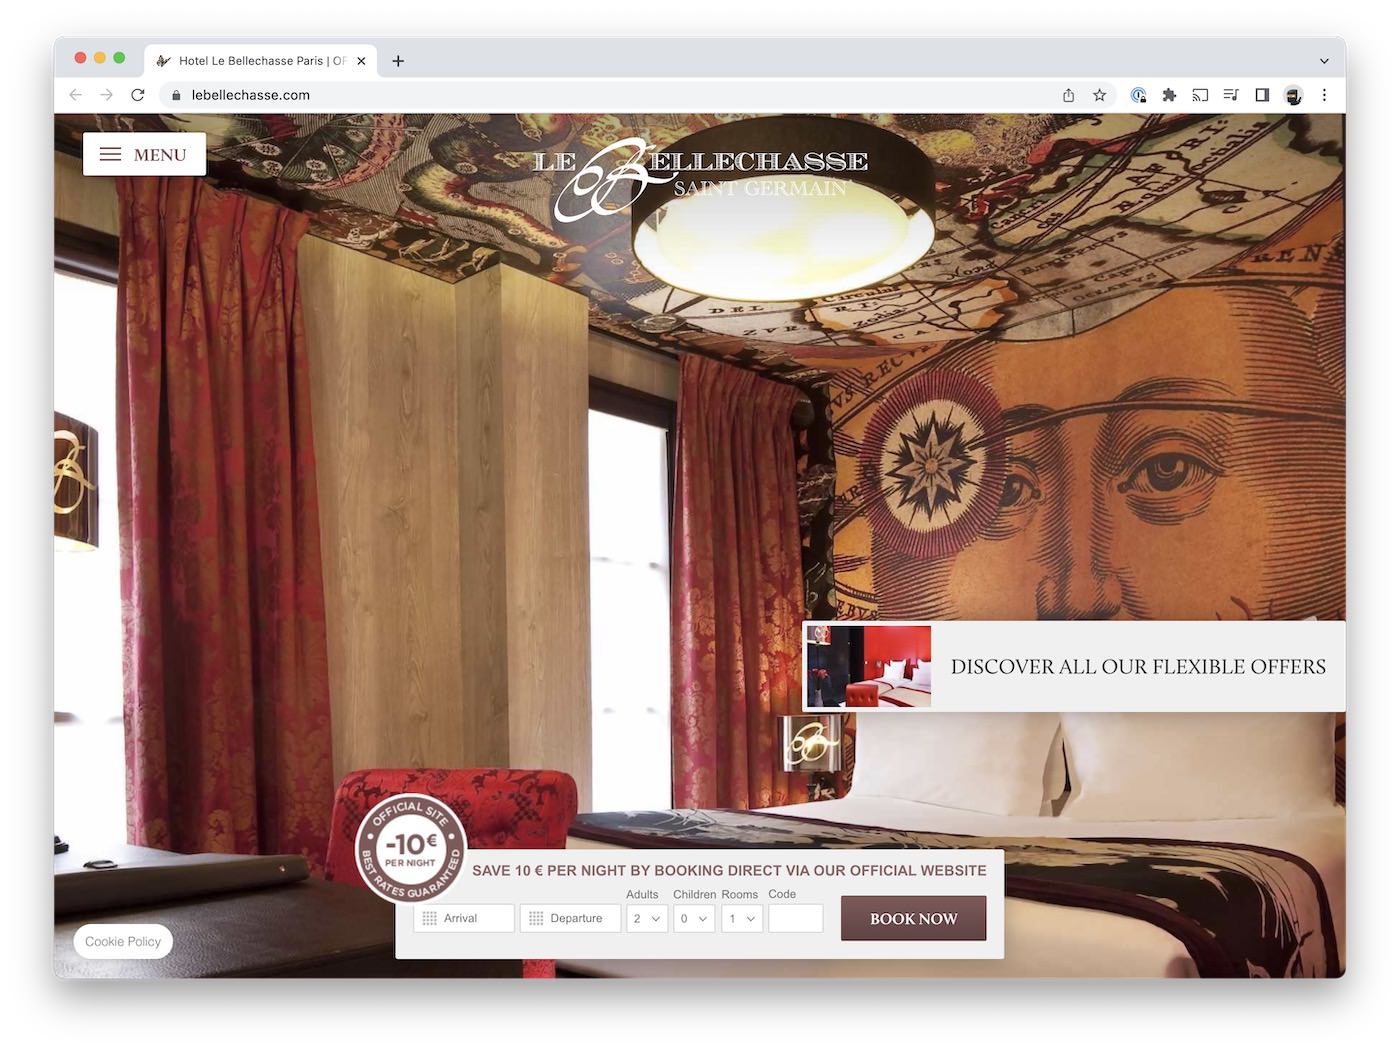 Hotel Le Bellechasse Paris | OF
lebellechasse.com
MENU
LE BELLECHASSE
SAINT GERMAIN
DISCOVER ALL OUR FLEXIBLE OFFERS
OFFICIAL SITE
-10€
PER NIGHT
BEST RATES GUARANTEED
SAVE 10 € PER NIGHT BY BOOKING DIRECT VIA OUR OFFICIAL WEBSITE
Adults Children Rooms Code
Arrival Departure 2 0 1
BOOK NOW
Cookie Policy